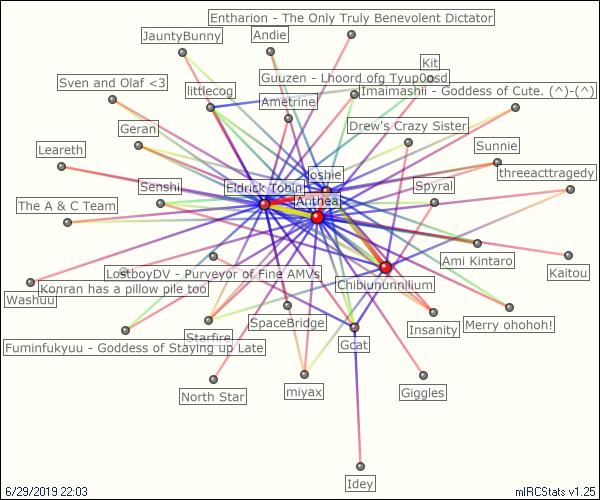 Entharion - The Only Truly Benevolent Dictator
JauntyBunny
Andie
Kit
Guuzen - Lhoord ofg Tyup0osd
Sven and Olaf <3
littlecog
Imaimashii - Goddess of Cute. (^)-(^)
Ametrine
Geran
Drew's Crazy Sister
Leareth
Sunnie
Joshie
threeacttragedy
Senshi
Eldrick Tobin
Spyral
Anthea
The A & C Team
Ami Kintaro
Kaitou
LostboyDV - Purveyor of Fine AMVs
Chibiununnilium
Konran has a pillow pile too
Washuu
SpaceBridge
Merry ohohoh!
Insanity
Starfire
Gcat
Fuminfukyuu - Goddess of Staying up Late
miyax
Giggles
North Star
Idey
6/29/2019 22:03
mIRCStats v1.25